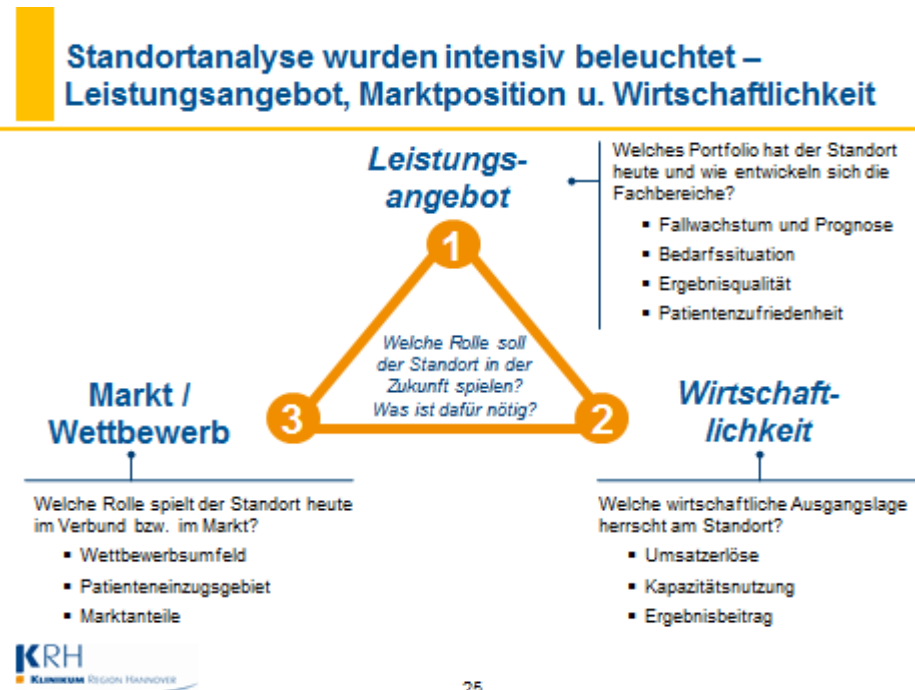 Standortanalyse wurden intensiv beleuchtet –
Leistungsangebot, Marktposition u. Wirtschaftlichkeit
Leistungs-
angebot
Welches Portfolio hat der Standort
heute und wie entwickeln sich die
Fachbereiche?
▪ Fallwachstum und Prognose
▪ Bedarfssituation
▪ Ergebnisqualität
▪ Patientenzufriedenheit
1
Welche Rolle soll
der Standort in der
Zukunft spielen?
Was ist dafür nötig?
Markt /
Wettbewerb
3
2
Wirtschaft-
lichkeit
Welche Rolle spielt der Standort heute
im Verbund bzw. im Markt?
▪ Wettbewerbsumfeld
▪ Patienteneinzugsgebiet
▪ Marktanteile
Welche wirtschaftliche Ausgangslage
herrscht am Standort?
▪ Umsatzerlöse
▪ Kapazitätsnutzung
▪ Ergebnisbeitrag
KRH
KLINIKUM REGION HANNOVER